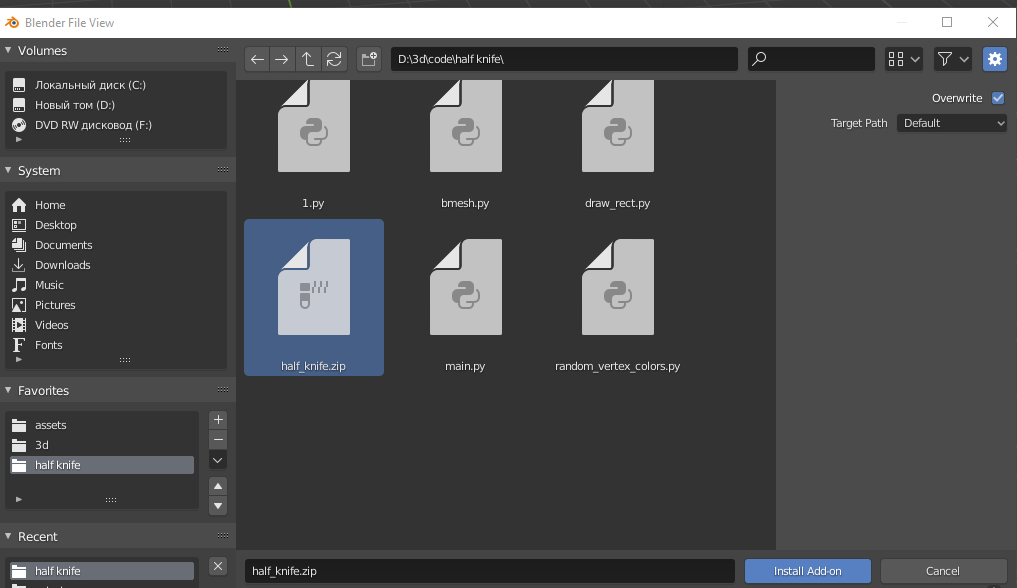 Blender File View
Volumes
Локальный диск (C:)
Новый том (D:)
DVD RW дисковод (F:)
System
Home
Desktop
Documents
Downloads
Music
Pictures
Videos
Fonts
Favorites
assets
3d
half knife
Recent
half knife
D:\3d\code\half knife\
1.py
bmesh.py
draw_rect.py
half_knife.zip
main.py
random_vertex_colors.py
Overwrite
Target Path Default
half_knife.zip
Install Add-on
Cancel